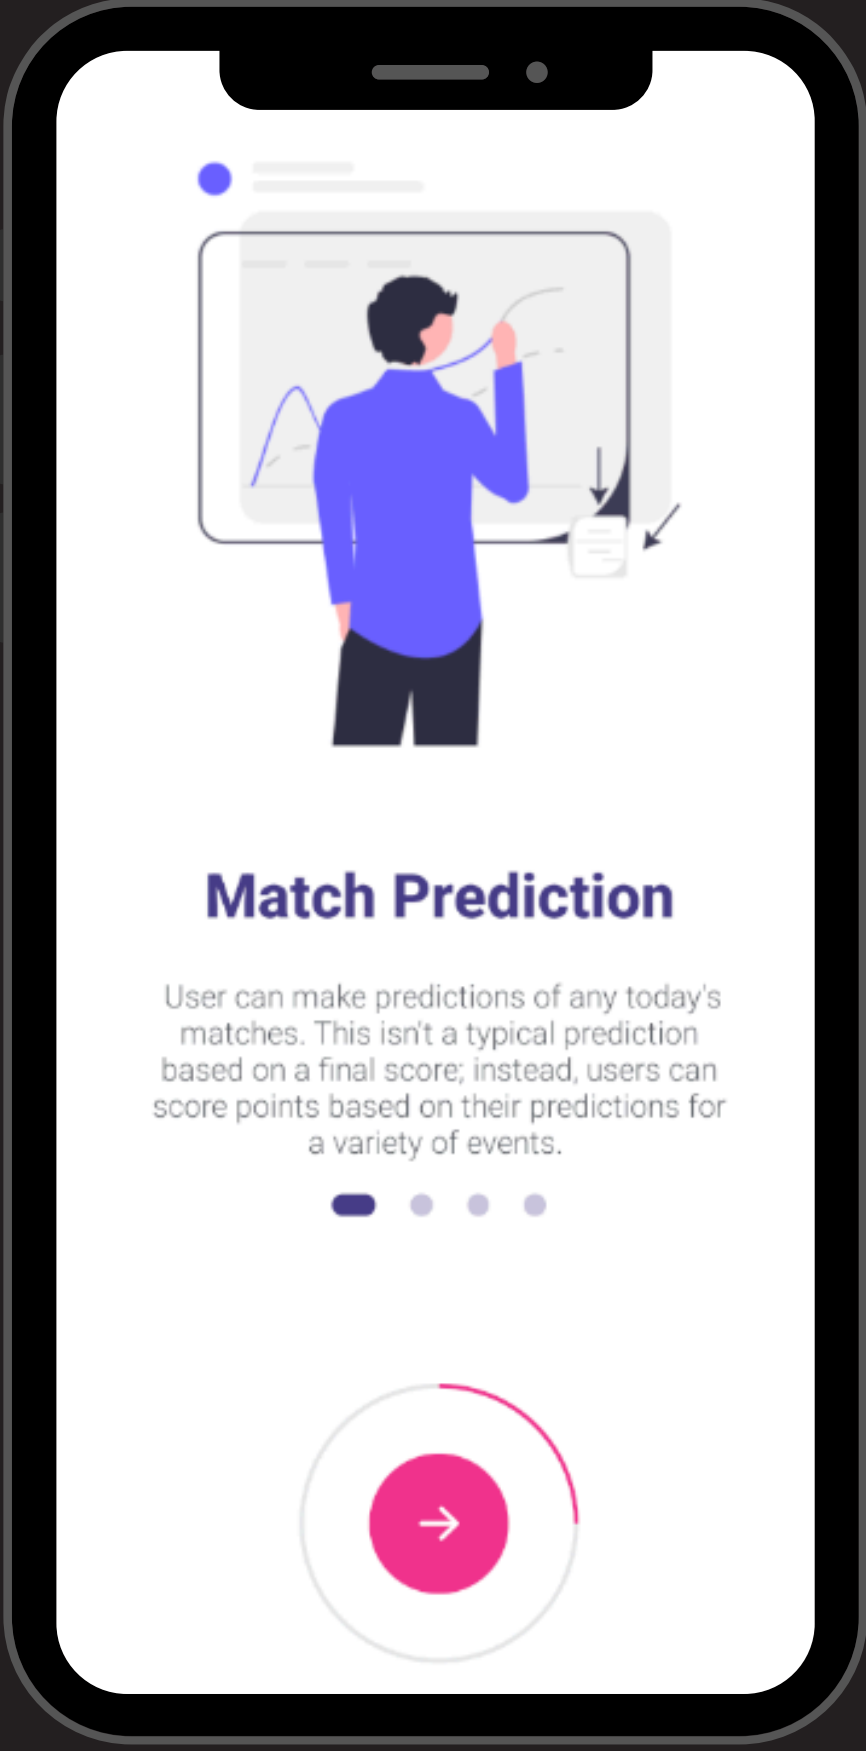 Match Prediction
User can make predictions of any today's
matches. This isn't a typical prediction
based on a final score; instead, users can
score points based on their predictions for
a variety of events.